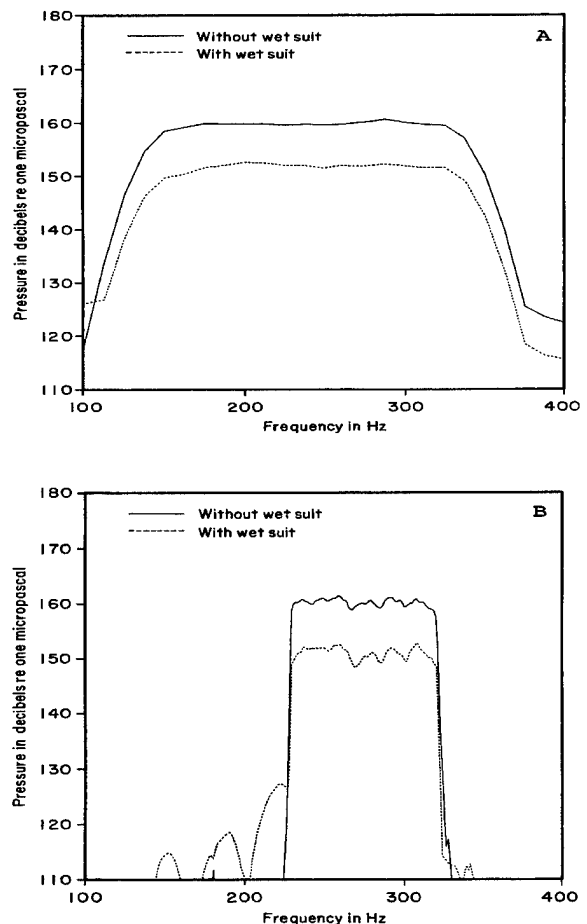 180
170
160
150
140
130
120
110
Pressure in decibels re one micropascal
Without wet suit
With wet suit
A
100
200
300
400
Frequency in Hz
180
170
160
150
140
130
120
110
Pressure in decibels re one micropascal
Without wet suit
With wet suit
B
100
200
300
400
Frequency in Hz